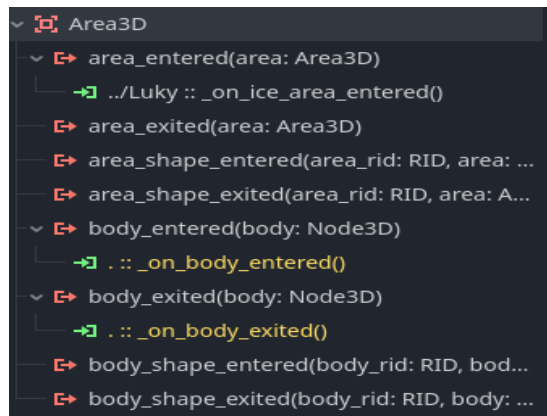 Area3D
area_entered(area: Area3D)
../Luky :: _on_ice_area_entered()
area_exited(area: Area3D)
area_shape_entered(area_rid: RID, area: ...
area_shape_exited(area_rid: RID, area: A...
body_entered(body: Node3D)
. :: _on_body_entered()
body_exited(body: Node3D)
. :: _on_body_exited()
body_shape_entered(body_rid: RID, bod...
body_shape_exited(body_rid: RID, body: ...